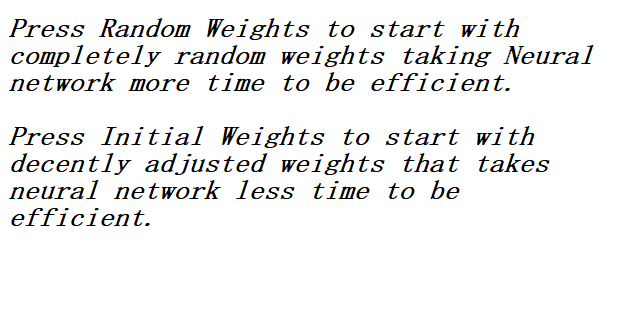 Press Random Weights to start with
completely random weights taking Neural
network more time to be efficient.
Press Initial Weights to start with
decently adjusted weights that takes
neural network less time to be
efficient.